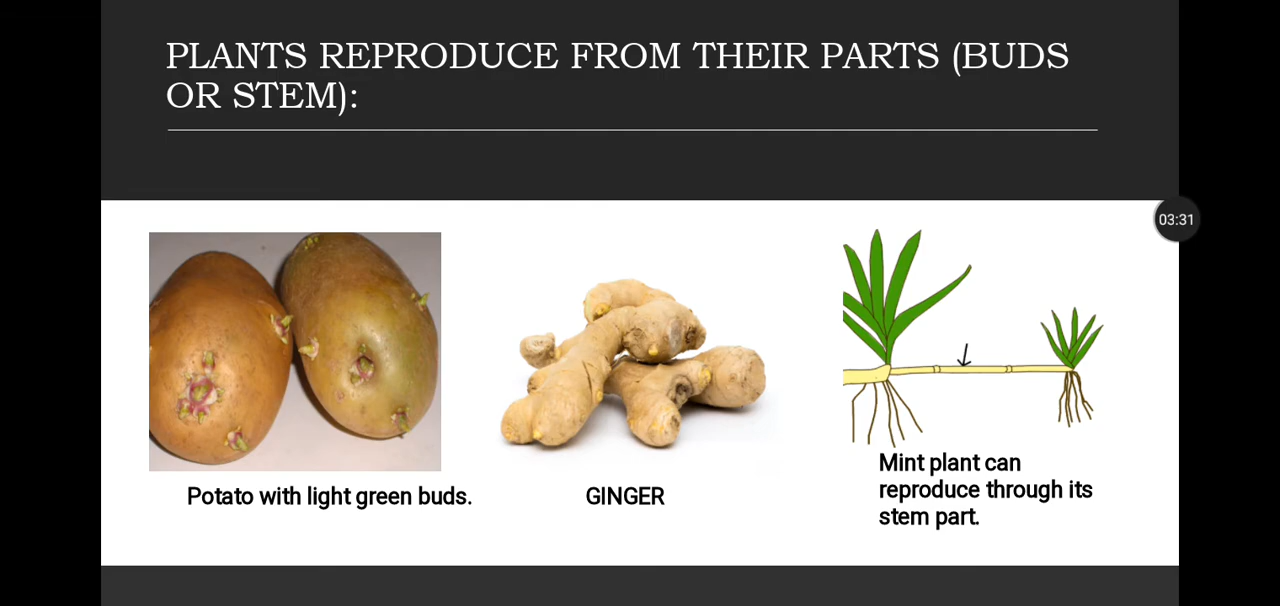 PLANTS REPRODUCE FROM THEIR PARTS (BUDS
OR STEM):
03:31
Potato with light green buds.
GINGER
Mint plant can
reproduce through its
stem part.